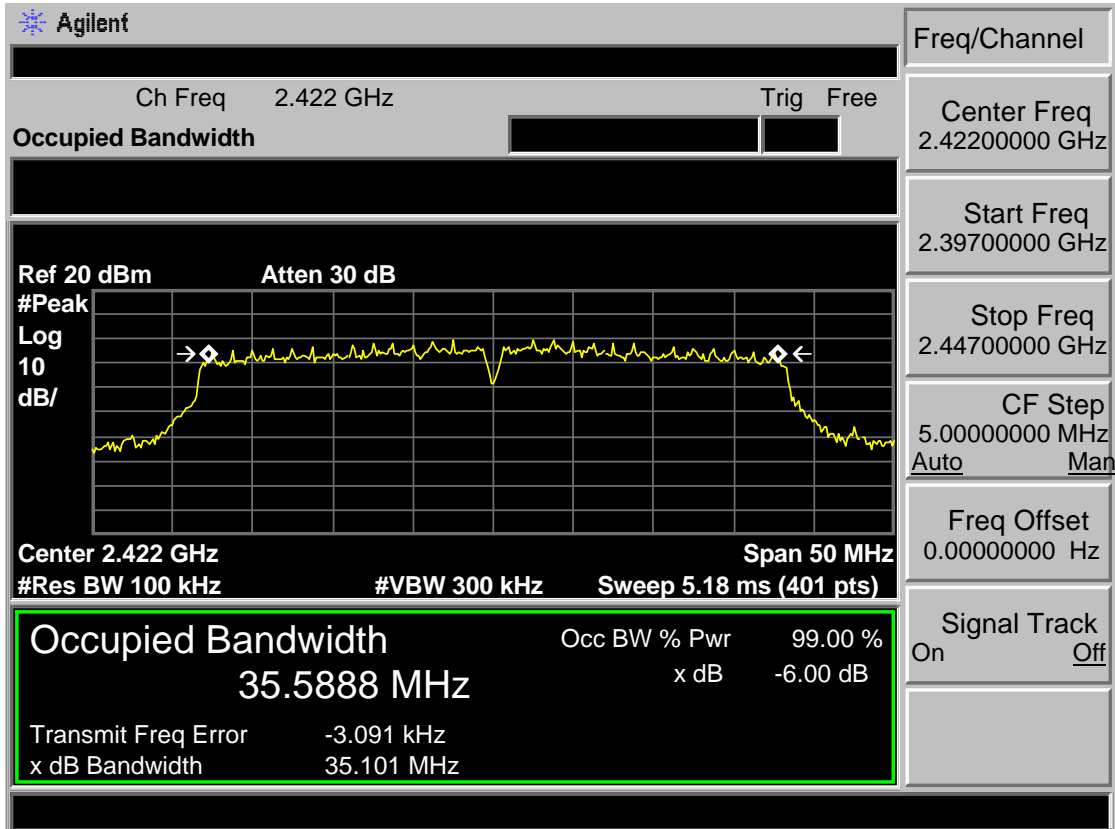 Agilent
Ch Freq 2.422 GHz Trig Free
Occupied Bandwidth
Ref 20 dBm Atten 30 dB
#Peak
Log
10
dB/
Center 2.422 GHz Span 50 MHz
#Res BW 100 kHz #VBW 300 kHz Sweep 5.18 ms (401 pts)
Occupied Bandwidth
35.5888 MHz
Occ BW % Pwr 99.00 %
x dB -6.00 dB
Transmit Freq Error -3.091 kHz
x dB Bandwidth 35.101 MHz
Freq/Channel
Center Freq
2.42200000 GHz
Start Freq
2.39700000 GHz
Stop Freq
2.44700000 GHz
CF Step
5.00000000 MHz
Auto Man
Freq Offset
0.00000000 Hz
Signal Track
On Off